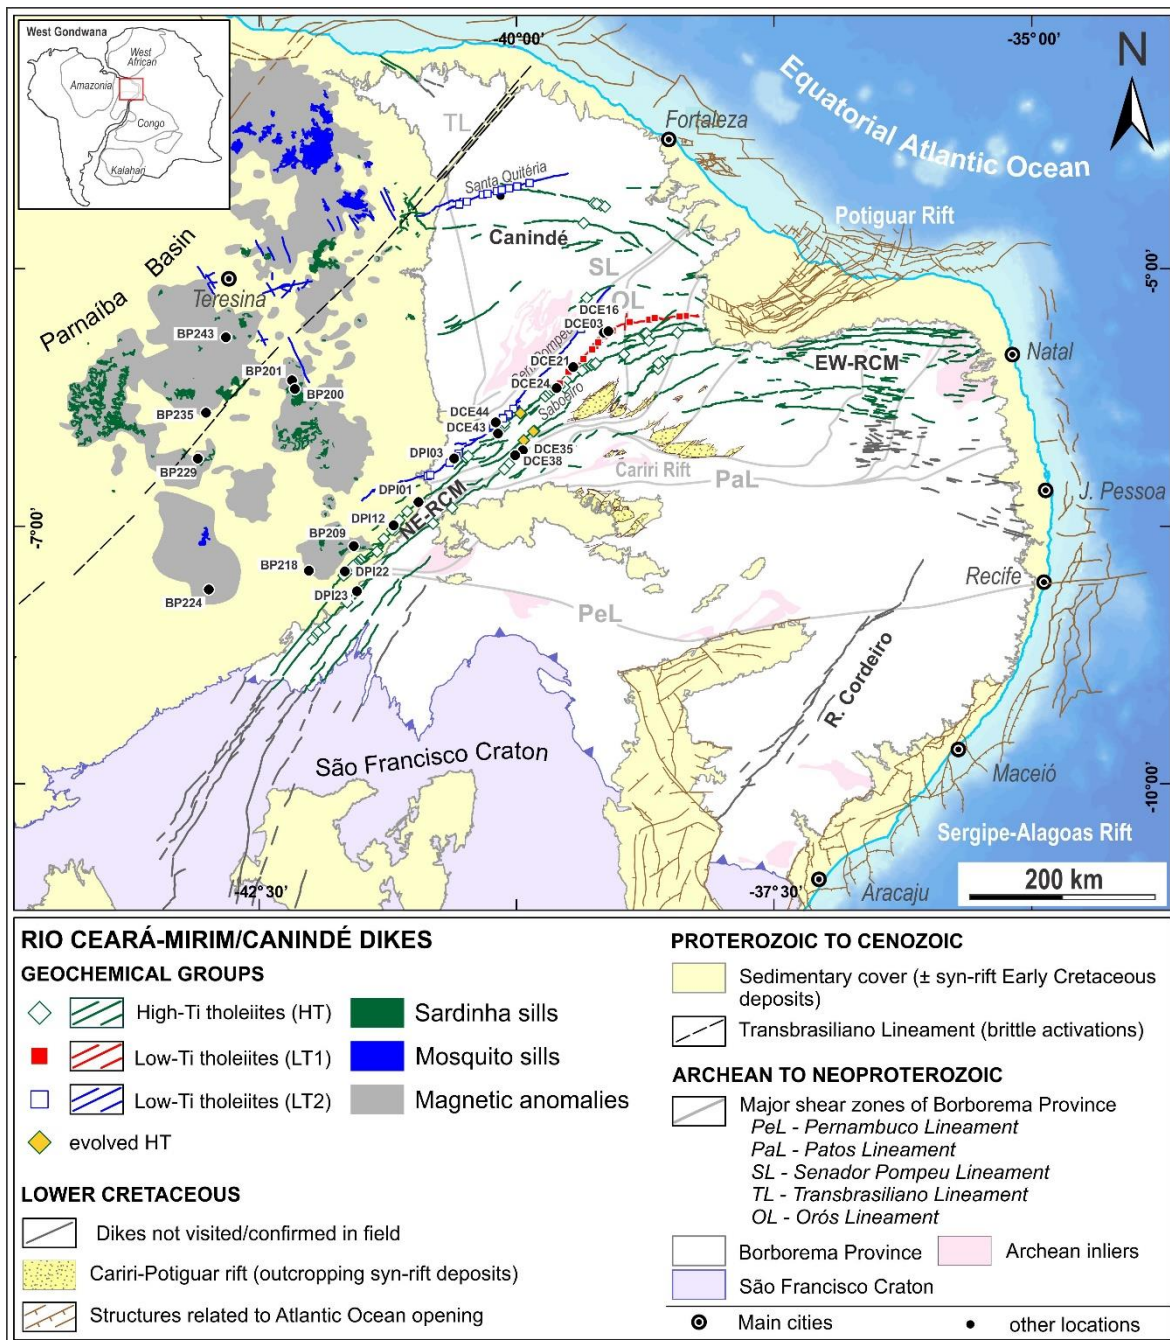 West Gondwana
West
African
Amazonia
Congo
Kalahari
-40°00'
-35°00'
N
Equatorial Atlantic Ocean
TL
Fortaleza
Santa Quitéria
Potiguar Rift
Canindé
SL
-5°00'
Parnaíba Basin
Teresina
OL
DCE16
DCE03
BP243
EW-RCM
Natal
BP201
BP200
DCE21
DCE24
Saboeiro
BP235
DCE44
DCE43
BP229
DPI03
DCE35
DCE38
Cariri Rift
PaL
J. Pessoa
DPI01
NE-RCM
-7°00'
DPI12
BP209
BP218
DPI22
Recife
BP224
DPI23
PeL
R. Cordeiro
São Francisco Craton
Maceió
-10°00'
Sergipe-Alagoas Rift
-42°30'
-37°30'
Aracaju
200 km
RIO CEARÁ-MIRIM/CANINDÉ DIKES
GEOCHEMICAL GROUPS
High-Ti tholeiites (HT)
Sardinha sills
Low-Ti tholeiites (LT1)
Mosquito sills
Low-Ti tholeiites (LT2)
Magnetic anomalies
evolved HT
LOWER CRETACEOUS
Dikes not visited/confirmed in field
Cariri-Potiguar rift (outcropping syn-rift deposits)
Structures related to Atlantic Ocean opening
PROTEROZOIC TO CENOZOIC
Sedimentary cover (± syn-rift Early Cretaceous
deposits)
Transbrasiliano Lineament (brittle activations)
ARCHEAN TO NEOPROTEROZOIC
Major shear zones of Borborema Province
PeL - Pernambuco Lineament
PaL - Patos Lineament
SL - Senador Pompeu Lineament
TL - Transbrasiliano Lineament
OL - Orós Lineament
Borborema Province
Archean inliers
São Francisco Craton
Main cities
other locations